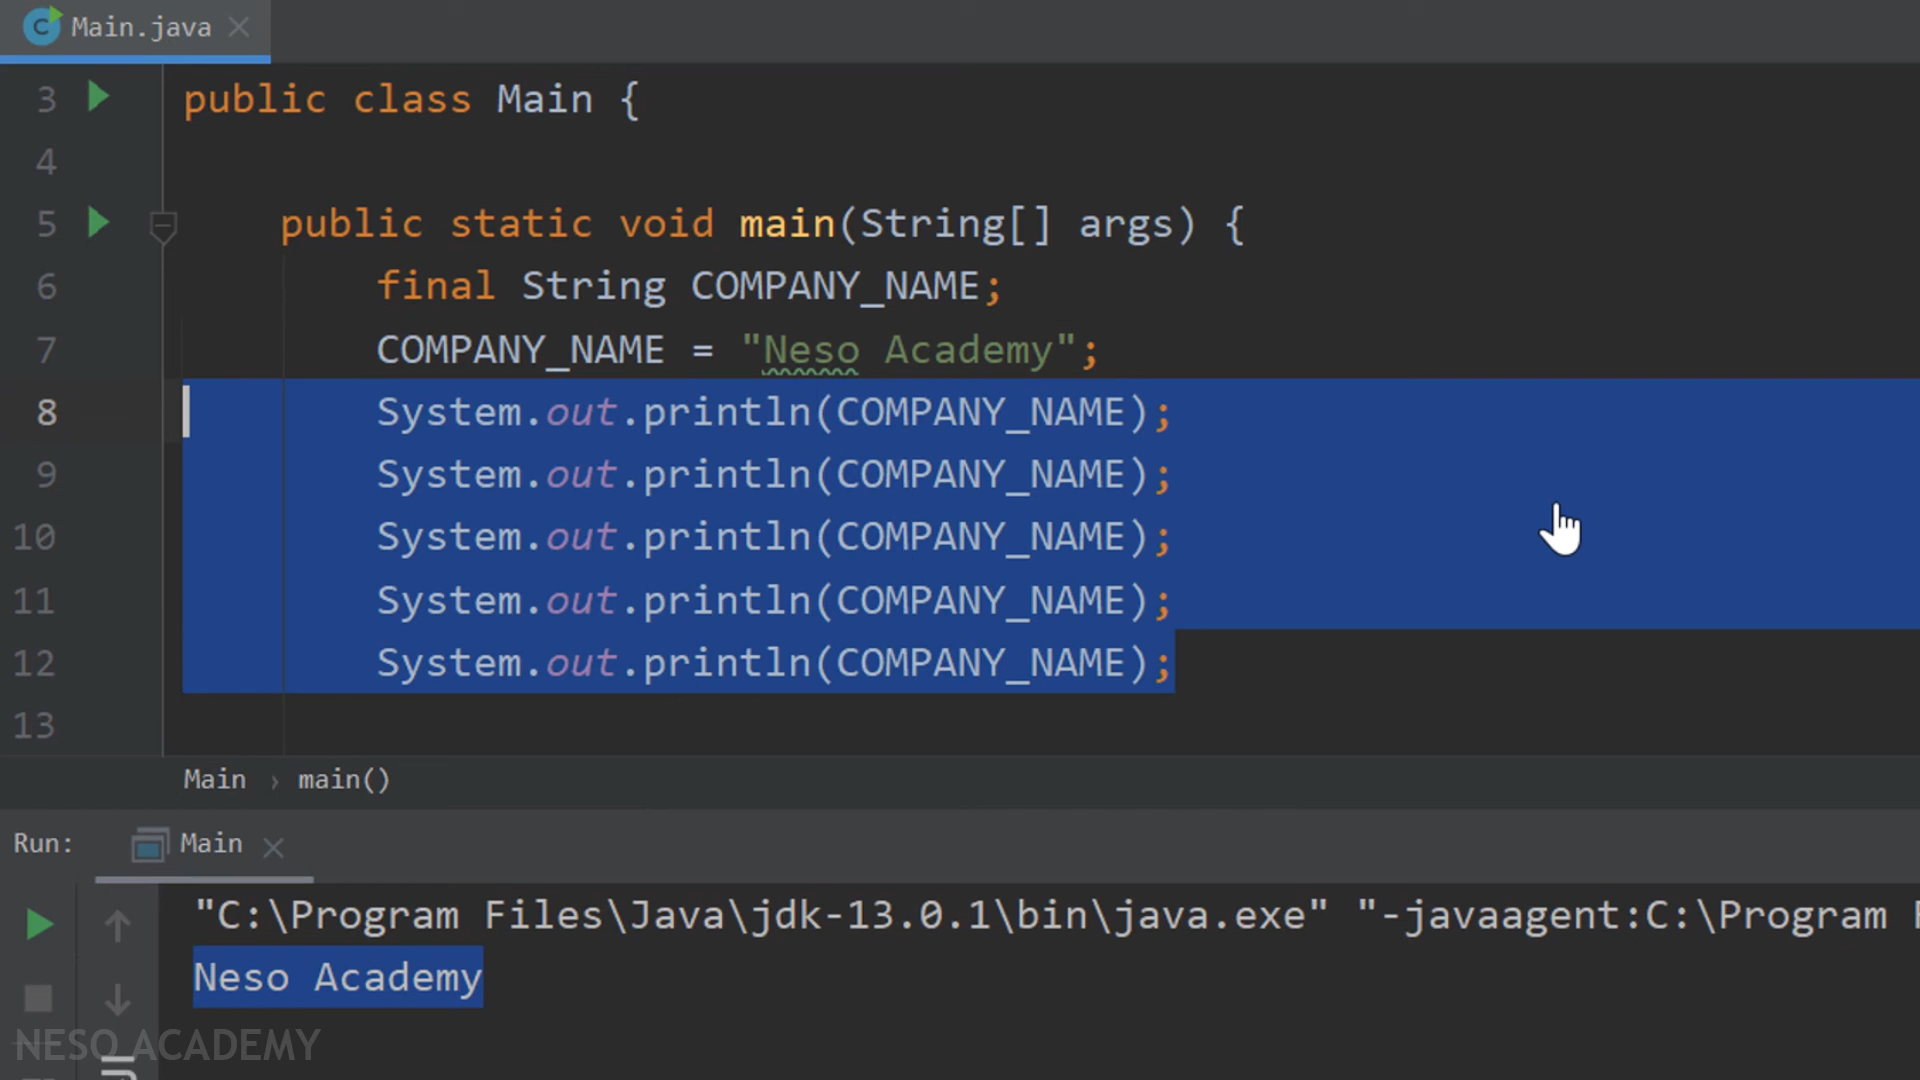 Main.java
3 public class Main {
4
5 public static void main(String[] args) {
6 final String COMPANY_NAME;
7 COMPANY_NAME = "Neso Academy";
8 System.out.println(COMPANY_NAME);
9 System.out.println(COMPANY_NAME);
10 System.out.println(COMPANY_NAME);
11 System.out.println(COMPANY_NAME);
12 System.out.println(COMPANY_NAME);
13
Main › main()
Run: Main
"C:\Program Files\Java\jdk-13.0.1\bin\java.exe" "-javaagent:C:\Program
Neso Academy
NESO ACADEMY